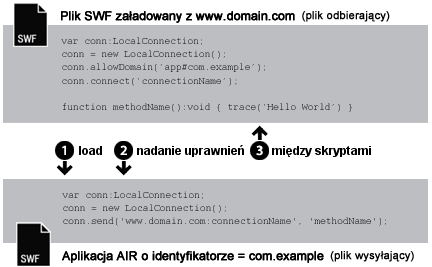 SWF
Plik SWF załadowany z www.domain.com (plik odbierający)
var conn:LocalConnection;
conn = new LocalConnection();
conn.allowDomain('app#com.example');
conn.connect('connectionName');
function methodName():void { trace('Hello World') }
1 load 2 nadanie uprawnień 3 między skryptami
var conn:LocalConnection;
conn = new LocalConnection();
conn.send('www.domain.com:connectionName', 'methodName');
SWF
Aplikacja AIR o identyfikatorze = com.example (plik wysyłający)